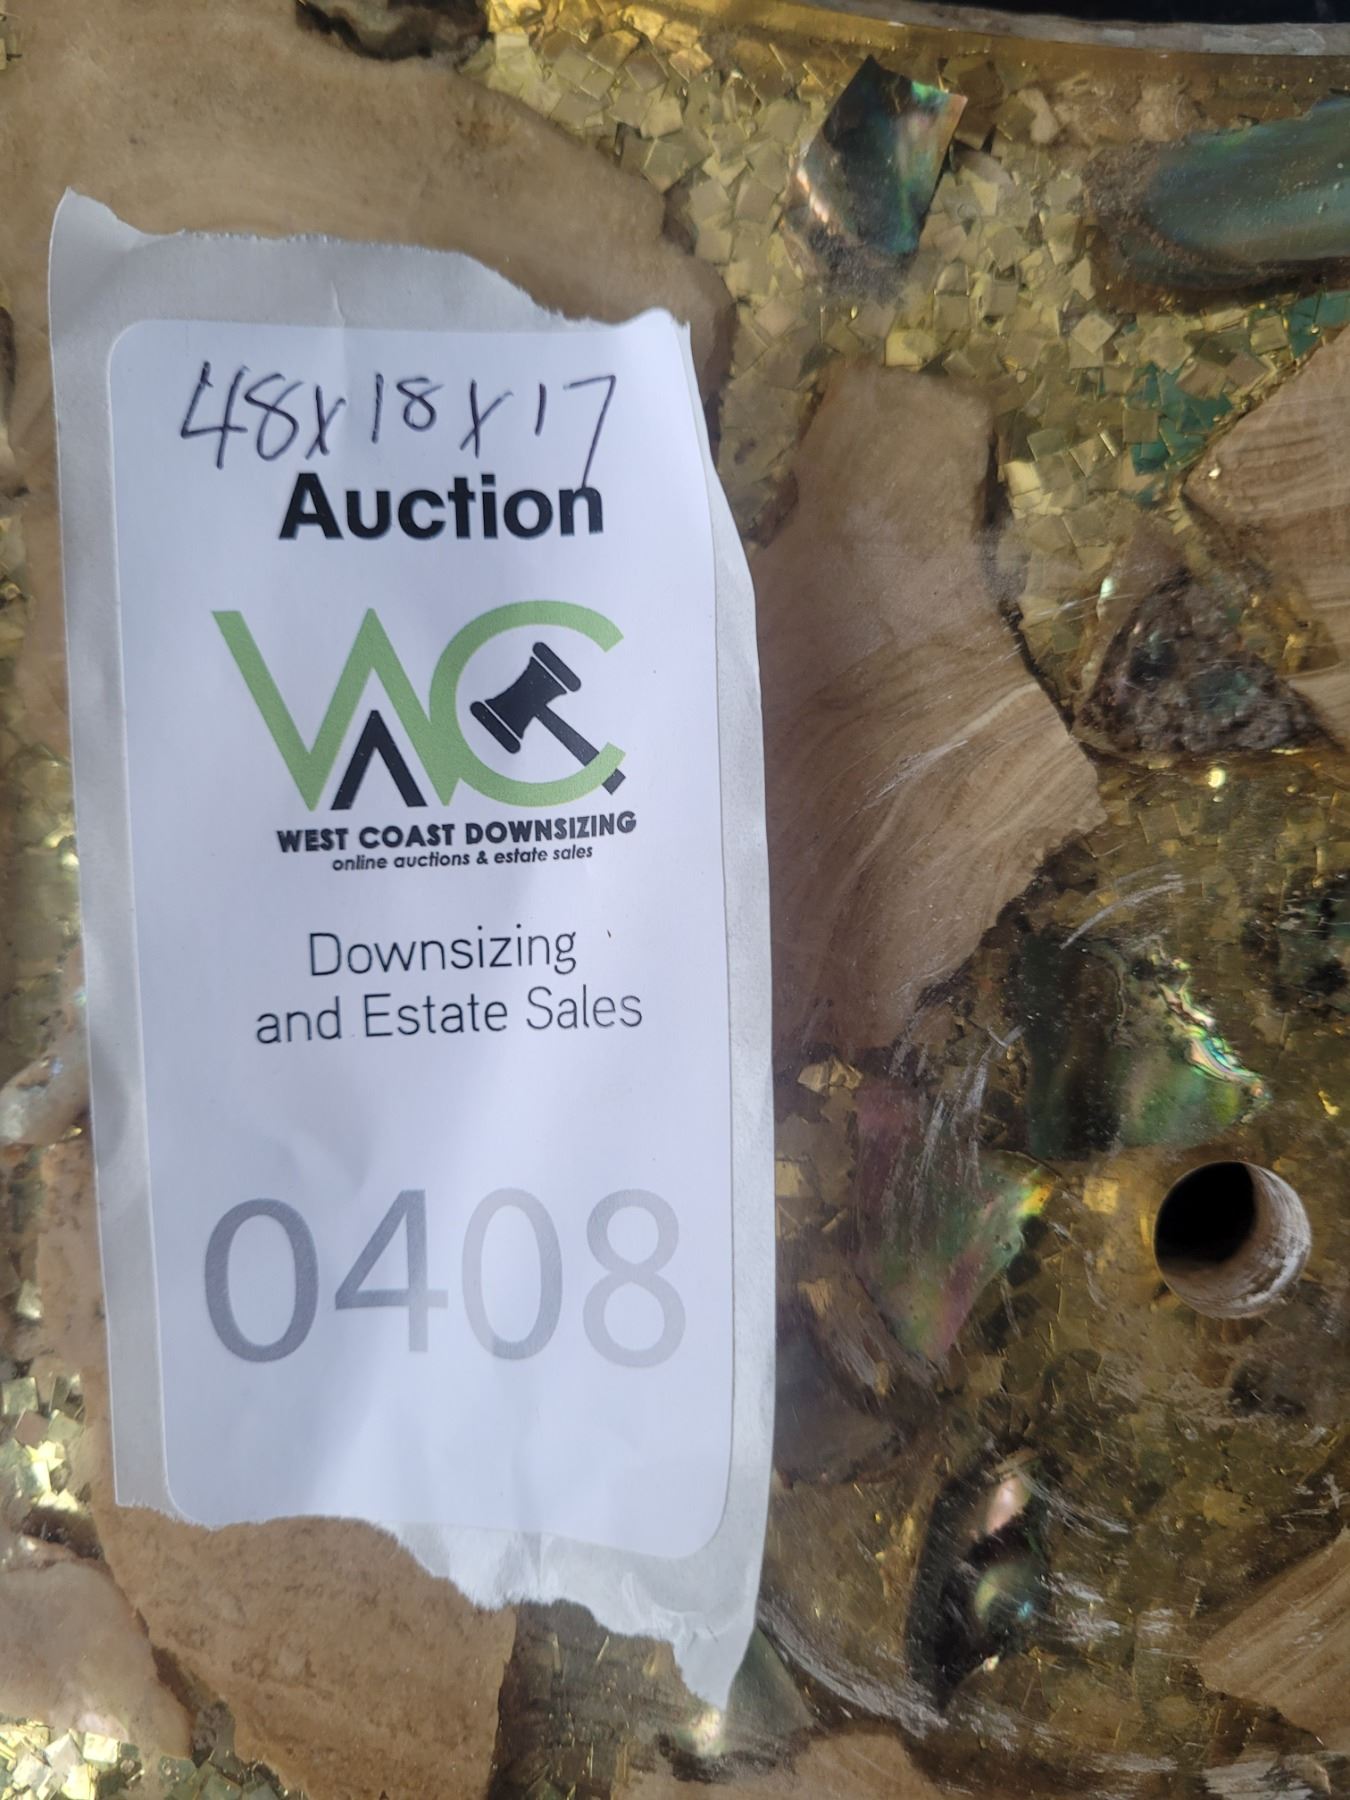 48x18x17
Auction
WC
WEST COAST DOWNSIZING
online auctions & estate sales
Downsizing
and Estate Sales
0408